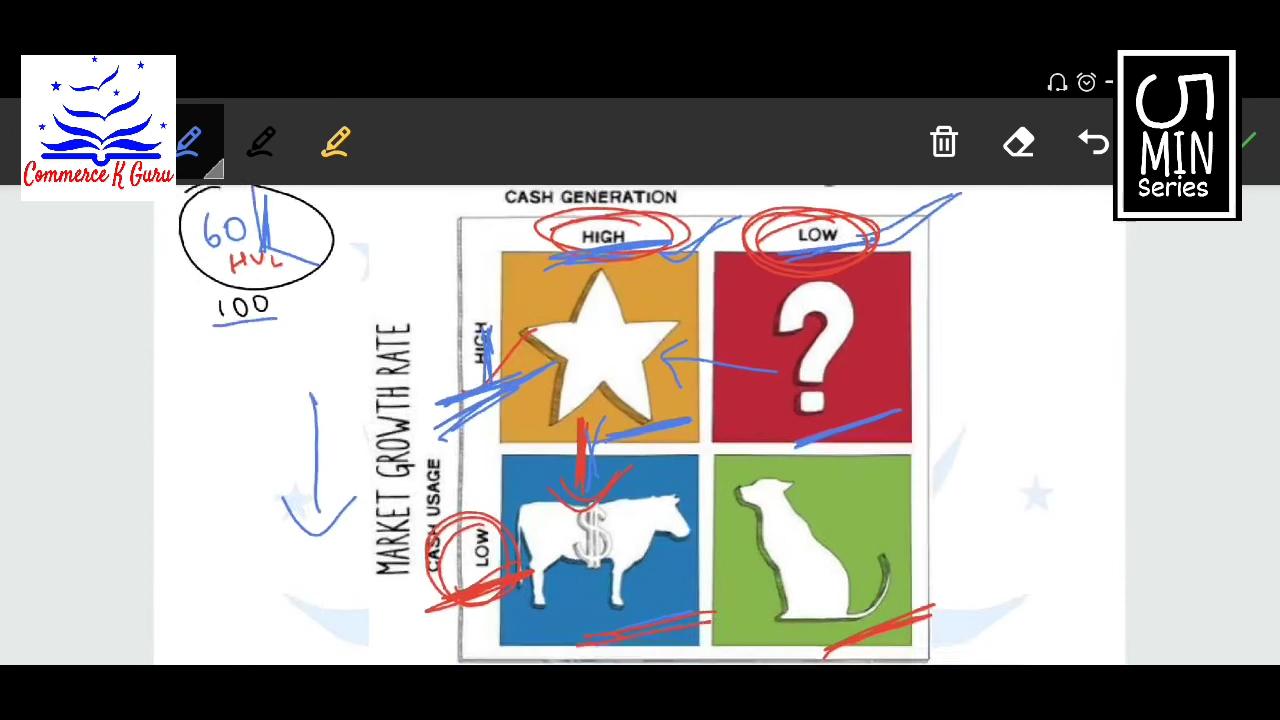 5
MIN
Series
Commerce K Guru
60
HUL
100
CASH GENERATION
HIGH
LOW
MARKET GROWTH RATE
CASH USAGE
HIGH
LOW
?
$